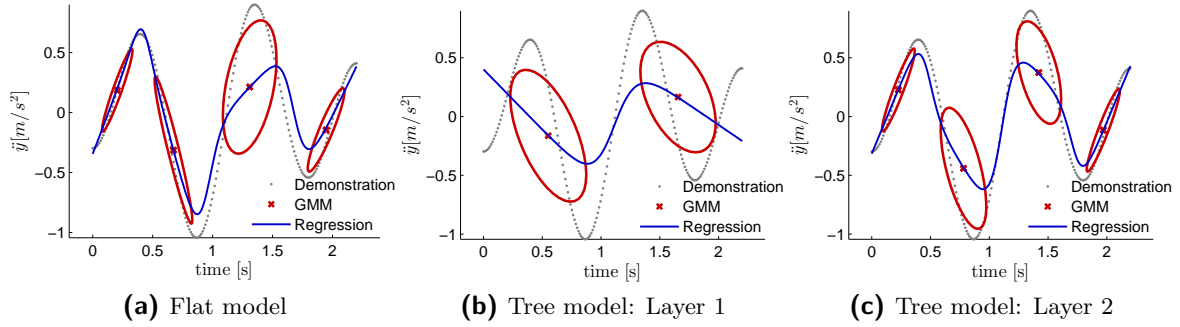 0.5
0
−0.5
−1
ÿ[m/s²]
0 0.5 1 1.5 2
time [s]
Demonstration
GMM
Regression
(a) Flat model
0.5
0
−0.5
−1
ÿ[m/s²]
0 0.5 1 1.5 2
time [s]
Demonstration
GMM
Regression
(b) Tree model: Layer 1
0.5
0
−0.5
−1
ÿ[m/s²]
0 0.5 1 1.5 2
time [s]
Demonstration
GMM
Regression
(c) Tree model: Layer 2